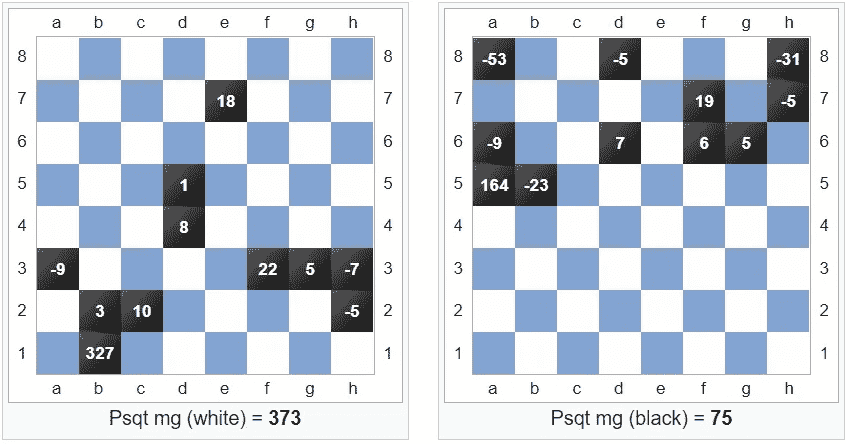 a b c d e f g h
8 8
7 18 7
6 6
5 1 5
4 8 4
3 -9 22 5 -7 3
2 3 10 -5 2
1 327 1
a b c d e f g h
Psqt mg (white) = 373
a b c d e f g h
8 -53 -5 -31 8
7 19 -5 7
6 -9 7 6 5 6
5 164 -23 5
4 4
3 3
2 2
1 1
a b c d e f g h
Psqt mg (black) = 75